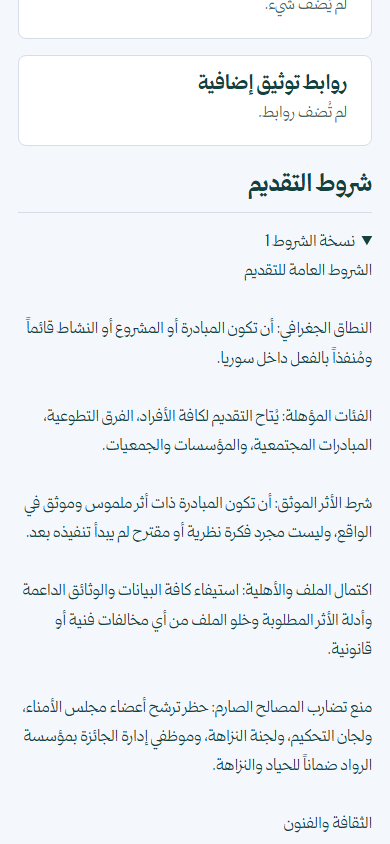 لم يُضف شيء.
روابط توثيق إضافية
لم تُضف روابط.
شروط التقديم
▼ نسخة الشروط 1
الشروط العامة للتقديم
النطاق الجغرافي: أن تكون المبادرة أو المشروع أو النشاط قائماً
ومُنفذاً بالفعل داخل سوريا.
الفئات المؤهلة: يُتاح التقديم لكافة الأفراد، الفرق التطوعية،
المبادرات المجتمعية، والمؤسسات والجمعيات.
شرط الأثر الموثق: أن تكون المبادرة ذات أثر ملموس وموثق في
الواقع، وليست مجرد فكرة نظرية أو مقترح لم يبدأ تنفيذه بعد.
اكتمال الملف والأهلية: استيفاء كافة البيانات والوثائق الداعمة
وأدلة الأثر المطلوبة وخلو الملف من أي مخالفات فنية أو
قانونية.
منع تضارب المصالح الصارم: حظر ترشح أعضاء مجلس الأمناء،
ولجان التحكيم، ولجنة النزاهة، وموظفي إدارة الجائزة بمؤسسة
الرواد ضماناً للحياد والنزاهة.
الثقافة والفنون